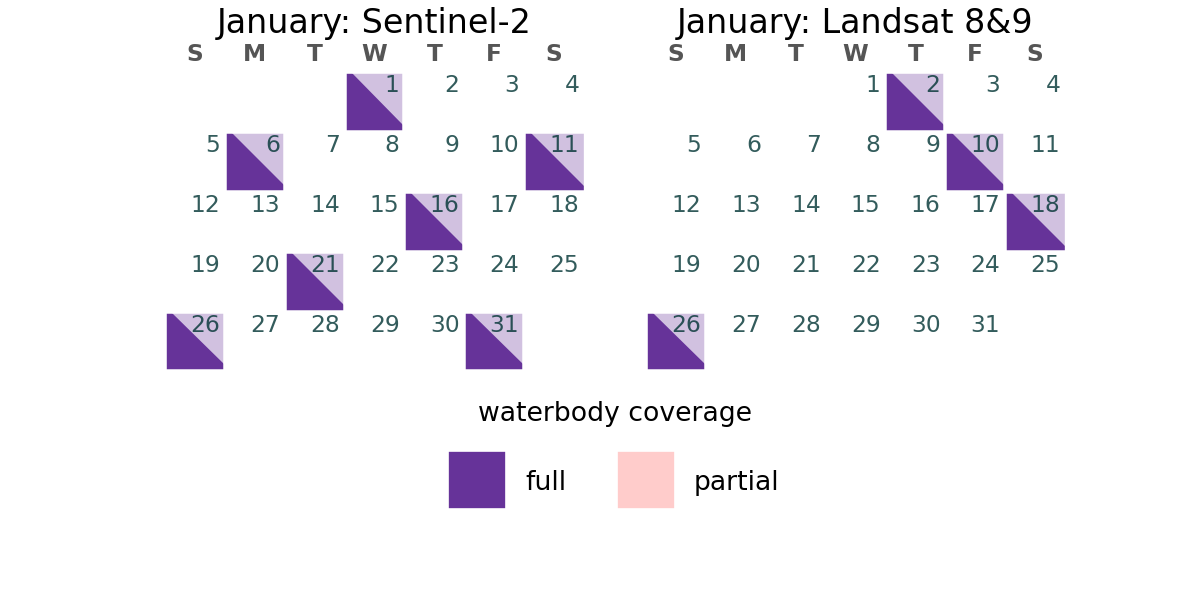 January: Sentinel-2
S M T W T F S
1 2 3 4
5 6 7 8 9 10 11
12 13 14 15 16 17 18
19 20 21 22 23 24 25
26 27 28 29 30 31
January: Landsat 8&9
S M T W T F S
1 2 3 4
5 6 7 8 9 10 11
12 13 14 15 16 17 18
19 20 21 22 23 24 25
26 27 28 29 30 31
waterbody coverage
full partial